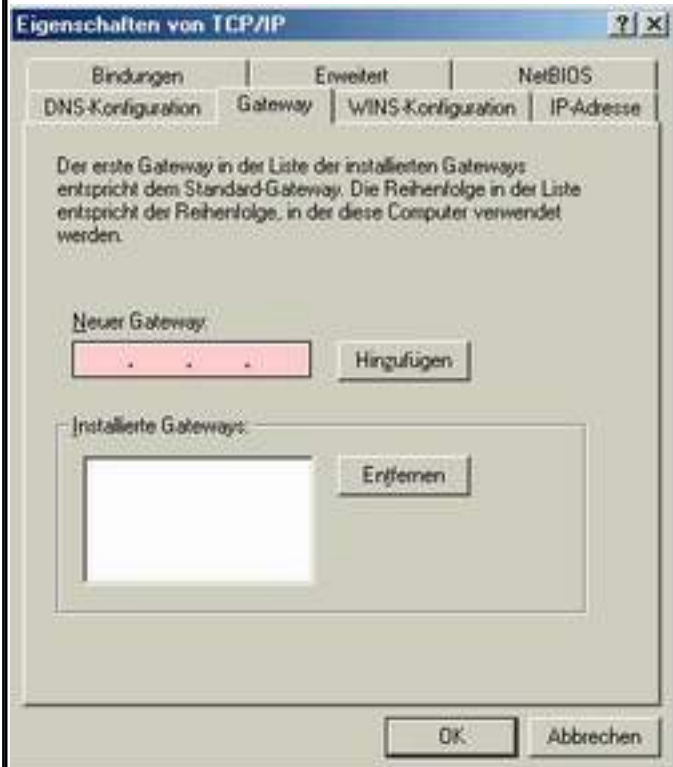 Eigenschaften von TCP/IP
Bindungen Erweitert NetBIOS
DNS-Konfiguration Gateway WINS-Konfiguration IP-Adresse
Der erste Gateway in der Liste der installierten Gateways
entspricht dem Standard-Gateway. Die Reihenfolge in der Liste
entspricht der Reihenfolge, in der diese Computer verwendet
werden.
Neuer Gateway:
. . .
Hinzufügen
Installierte Gateways:
Entfernen
OK Abbrechen